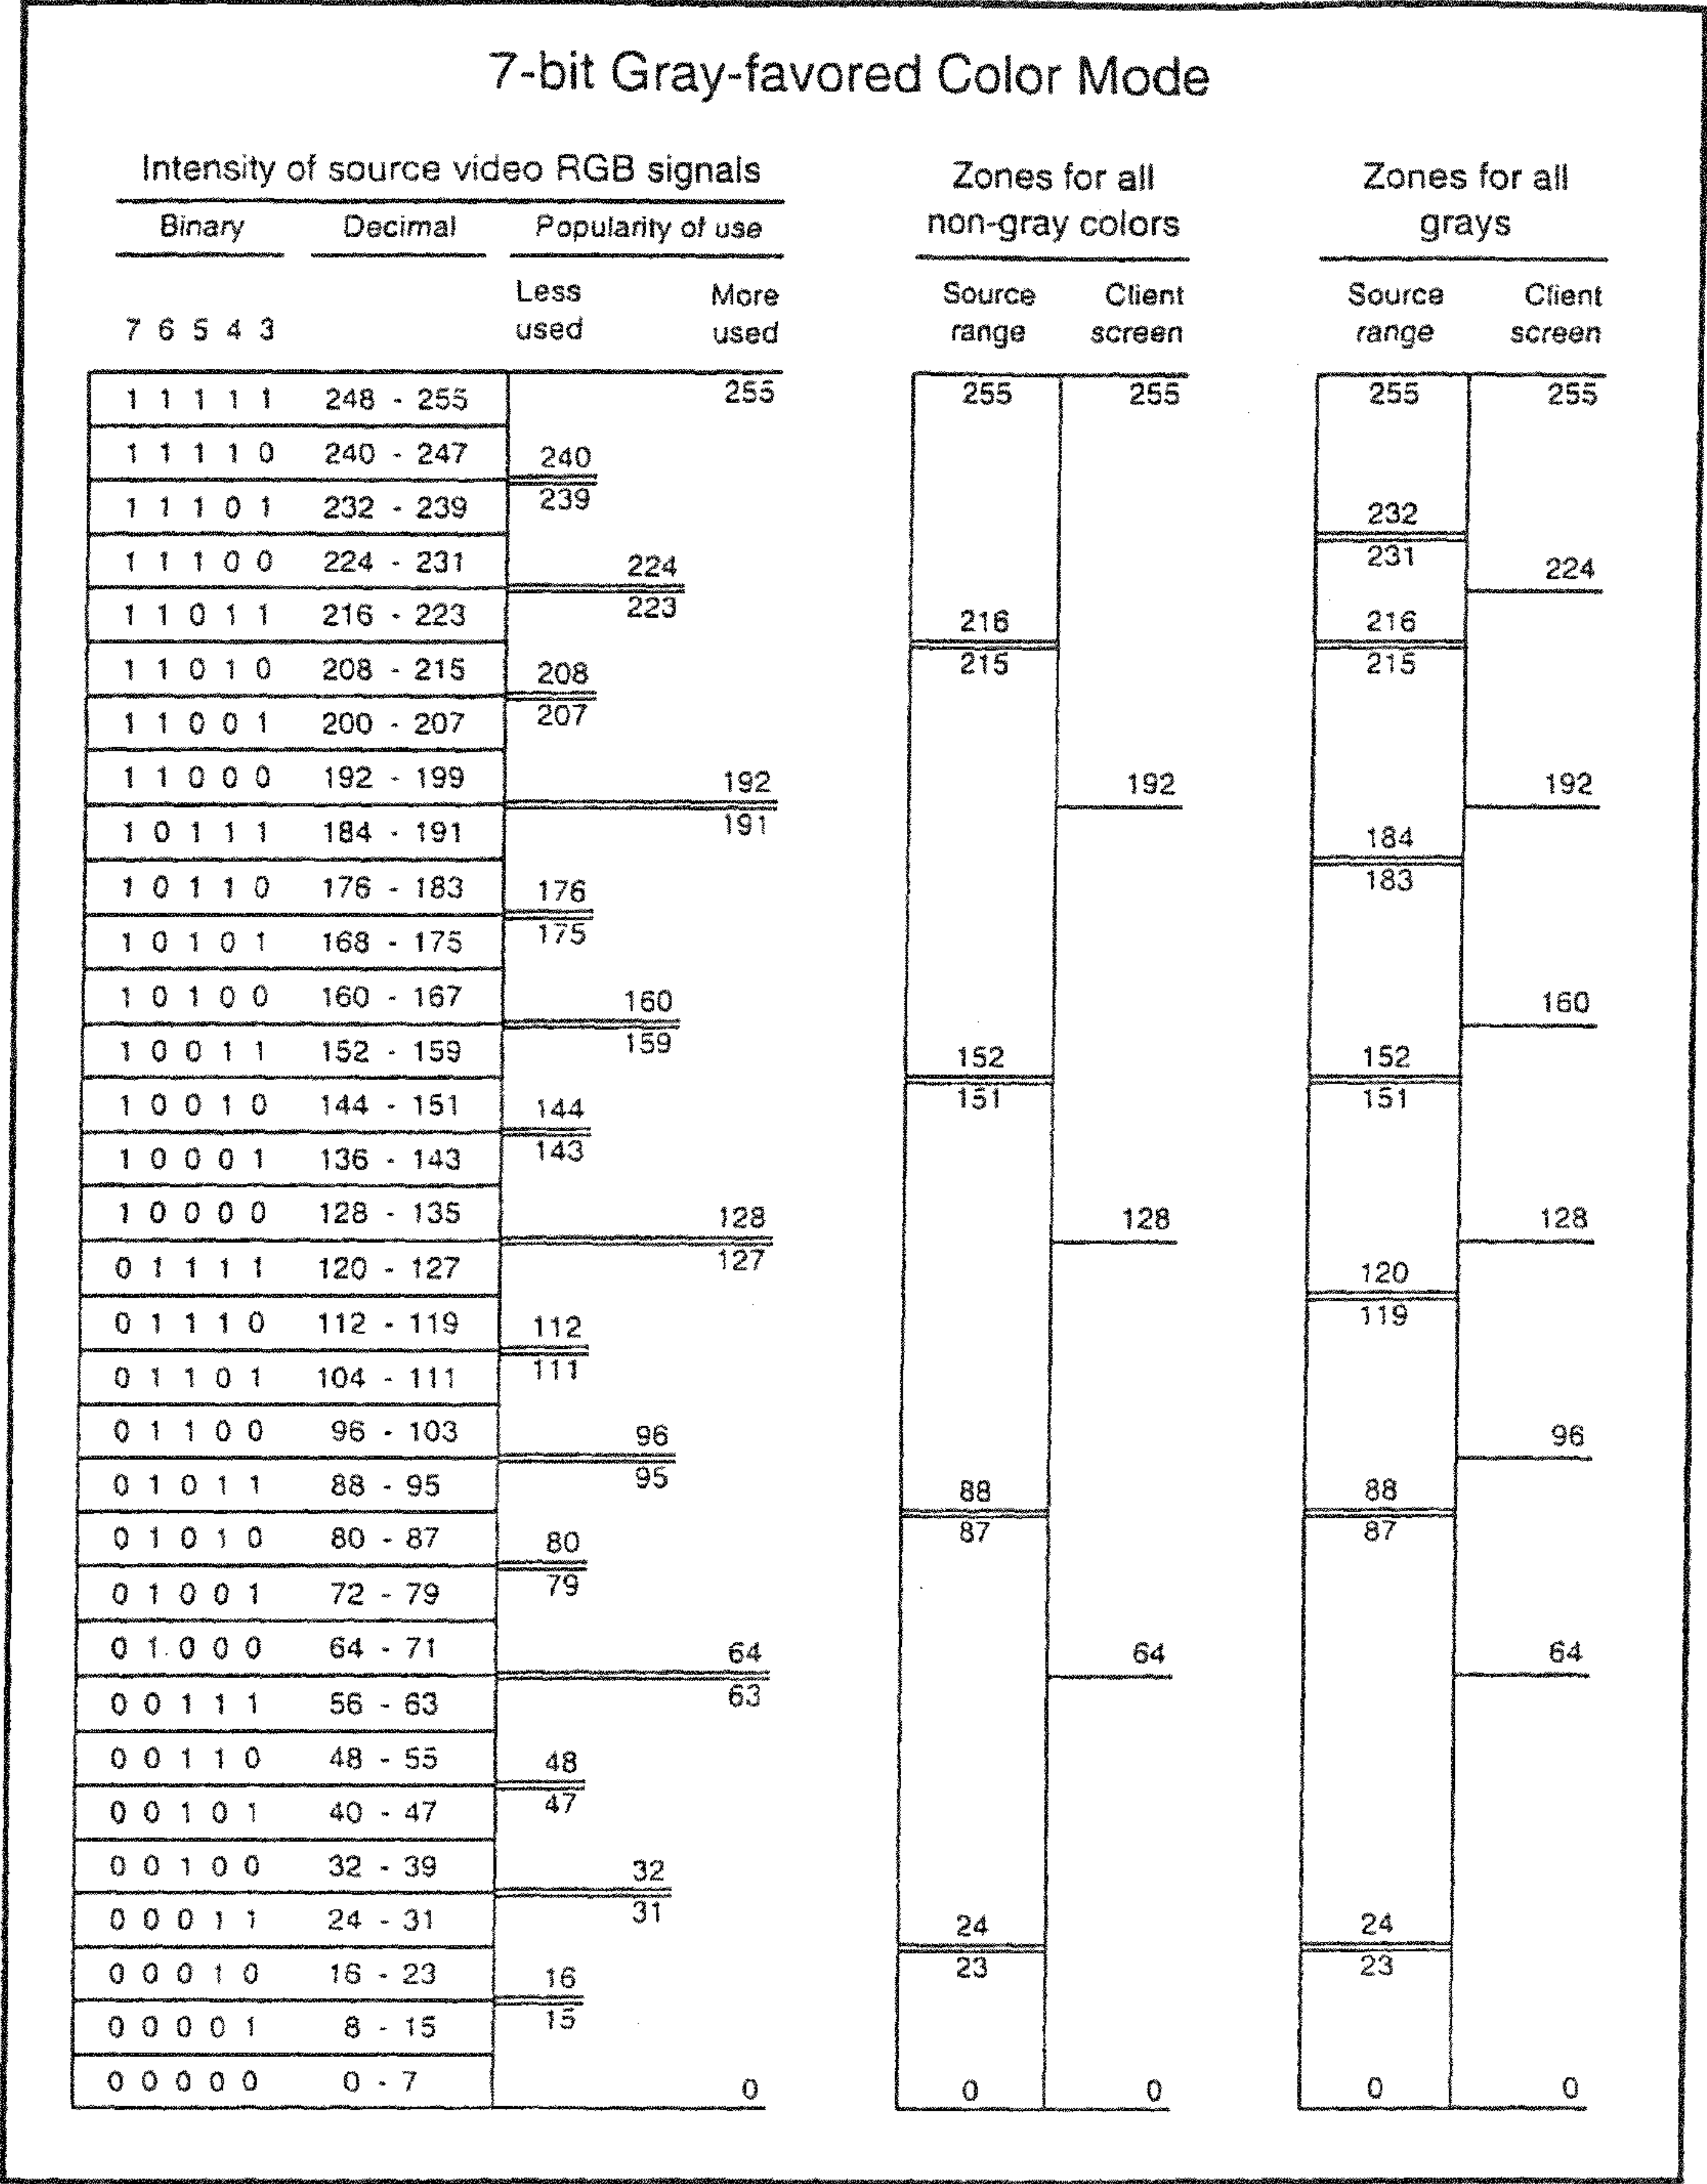 7-bit Gray-favored Color Mode
Intensity of source video RGB signals
Zones for all
non-gray colors
Zones for all
grays
Binary Decimal Popularity of use
7 6 5 4 3
Less
used
More
used
Source
range
Client
screen
Source
range
Client
screen
1 1 1 1 1 248 - 255 255 255 255 255 255
1 1 1 1 0 240 - 247 240
1 1 1 0 1 232 - 239 239 232
1 1 1 0 0 224 - 231 224 231 224
1 1 0 1 1 216 - 223 223 216 216
1 1 0 1 0 208 - 215 208 215 215
1 1 0 0 1 200 - 207 207
1 1 0 0 0 192 - 199 192 192 192
1 0 1 1 1 184 - 191 191 184
1 0 1 1 0 176 - 183 176 183
1 0 1 0 1 168 - 175 175
1 0 1 0 0 160 - 167 160 160
1 0 0 1 1 152 - 159 159 152 152
1 0 0 1 0 144 - 151 144 151 151
1 0 0 0 1 136 - 143 143
1 0 0 0 0 128 - 135 128 128 128
0 1 1 1 1 120 - 127 127 120
0 1 1 1 0 112 - 119 112 119
0 1 1 0 1 104 - 111 111
0 1 1 0 0 96 - 103 96 96
0 1 0 1 1 88 - 95 95 88 88
0 1 0 1 0 80 - 87 80 87 87
0 1 0 0 1 72 - 79 79
0 1 0 0 0 64 - 71 64 64 64
0 0 1 1 1 56 - 63 63
0 0 1 1 0 48 - 55 48
0 0 1 0 1 40 - 47 47
0 0 1 0 0 32 - 39 32
0 0 0 1 1 24 - 31 31 24 24
0 0 0 1 0 16 - 23 16 23 23
0 0 0 0 1 8 - 15 15
0 0 0 0 0 0 - 7 0 0 0 0 0